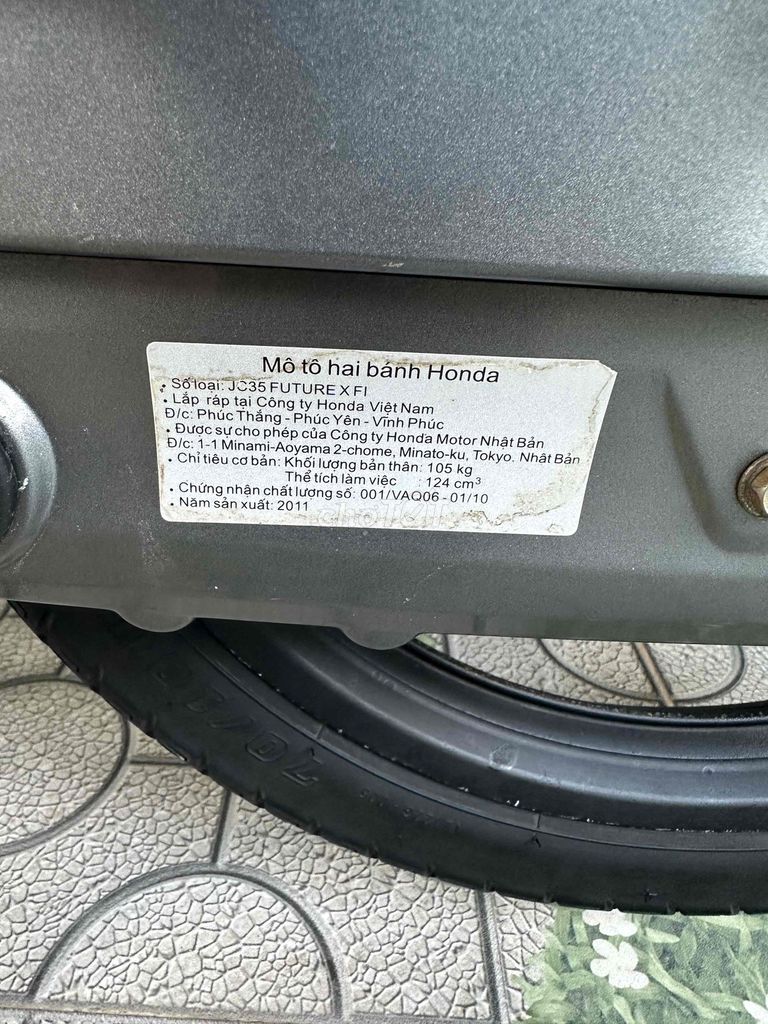 Mô tô hai bánh Honda
• Số loại: JC35 FUTURE X FI
• Lắp ráp tại Công ty Honda Việt Nam
Đ/c: Phúc Thắng - Phúc Yên - Vĩnh Phúc
• Được sự cho phép của Công ty Honda Motor Nhật Bản
Đ/c: 1-1 Minami-Aoyama 2-chome, Minato-ku, Tokyo. Nhật Bản
• Chỉ tiêu cơ bản: Khối lượng bản thân: 105 kg
Thể tích làm việc : 124 cm³
• Chứng nhận chất lượng số: 001/VAQ06 - 01/10
• Năm sản xuất: 2011
choTỐT